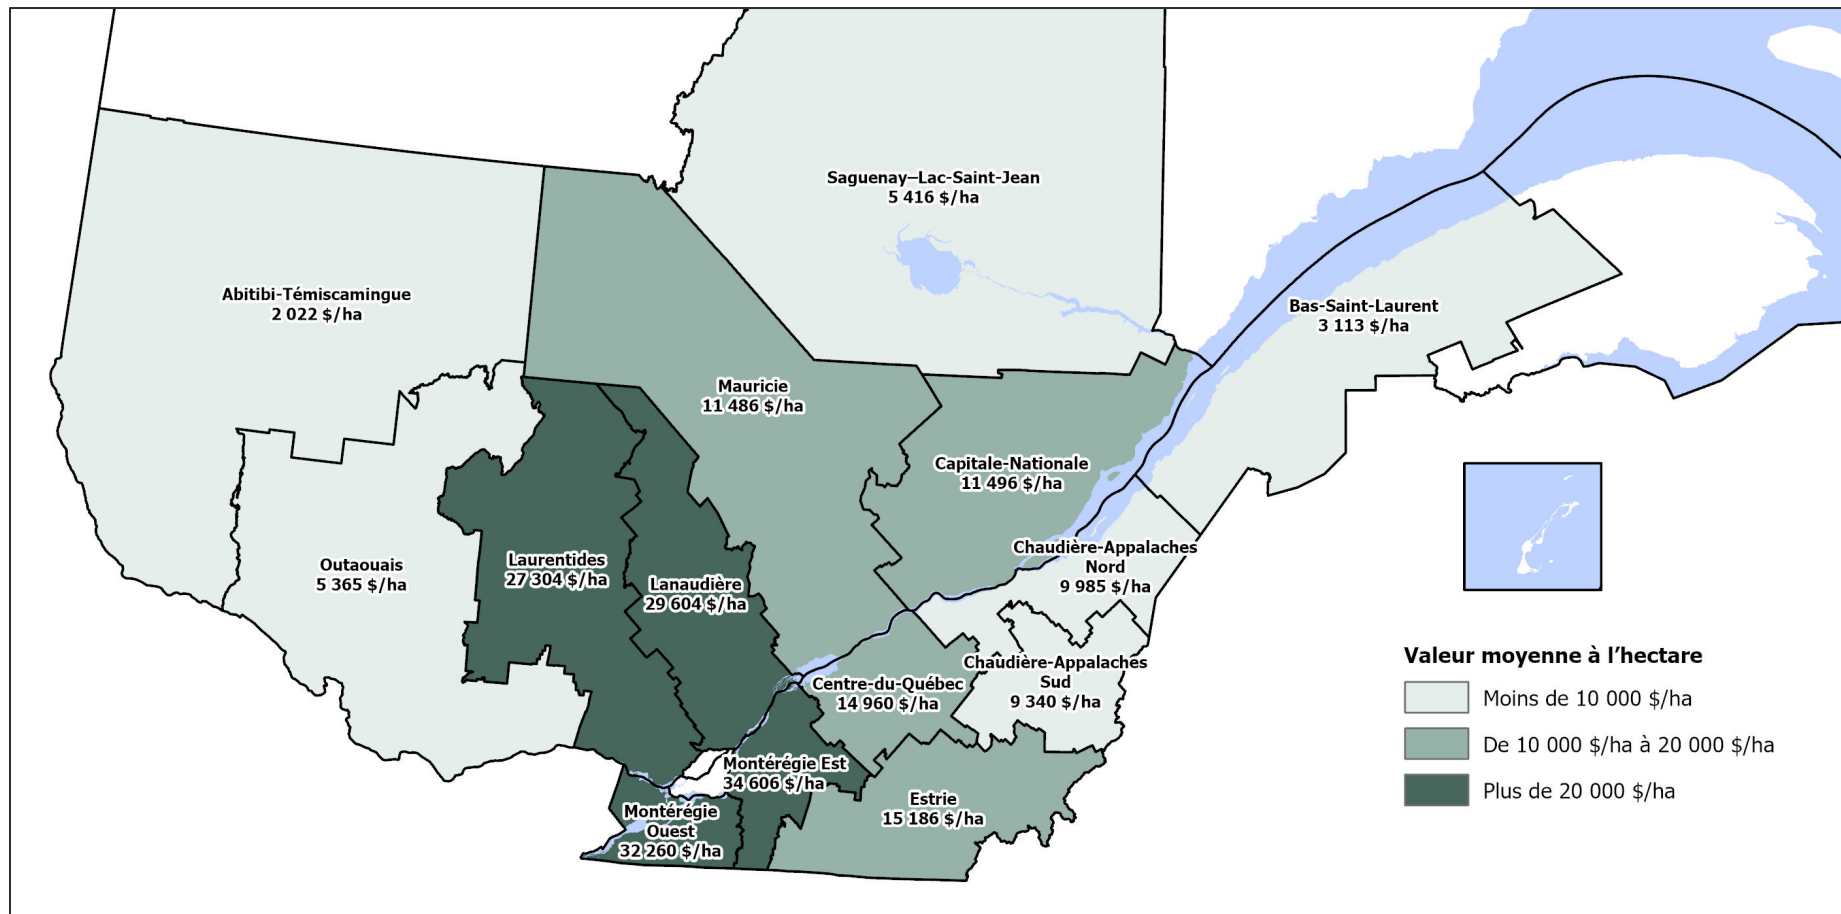 Saguenay–Lac-Saint-Jean
5 416 $/ha
Abitibi-Témiscamingue
2 022 $/ha
Bas-Saint-Laurent
3 113 $/ha
Mauricie
11 486 $/ha
Capitale-Nationale
11 496 $/ha
Outaouais
5 365 $/ha
Laurentides
27 304 $/ha
Lanaudière
29 604 $/ha
Chaudière-Appalaches
Nord
9 985 $/ha
Chaudière-Appalaches
Sud
9 340 $/ha
Centre-du-Québec
14 960 $/ha
Montérégie Est
34 606 $/ha
Montérégie
Ouest
32 260 $/ha
Estrie
15 186 $/ha
Valeur moyenne à l’hectare
Moins de 10 000 $/ha
De 10 000 $/ha à 20 000 $/ha
Plus de 20 000 $/ha